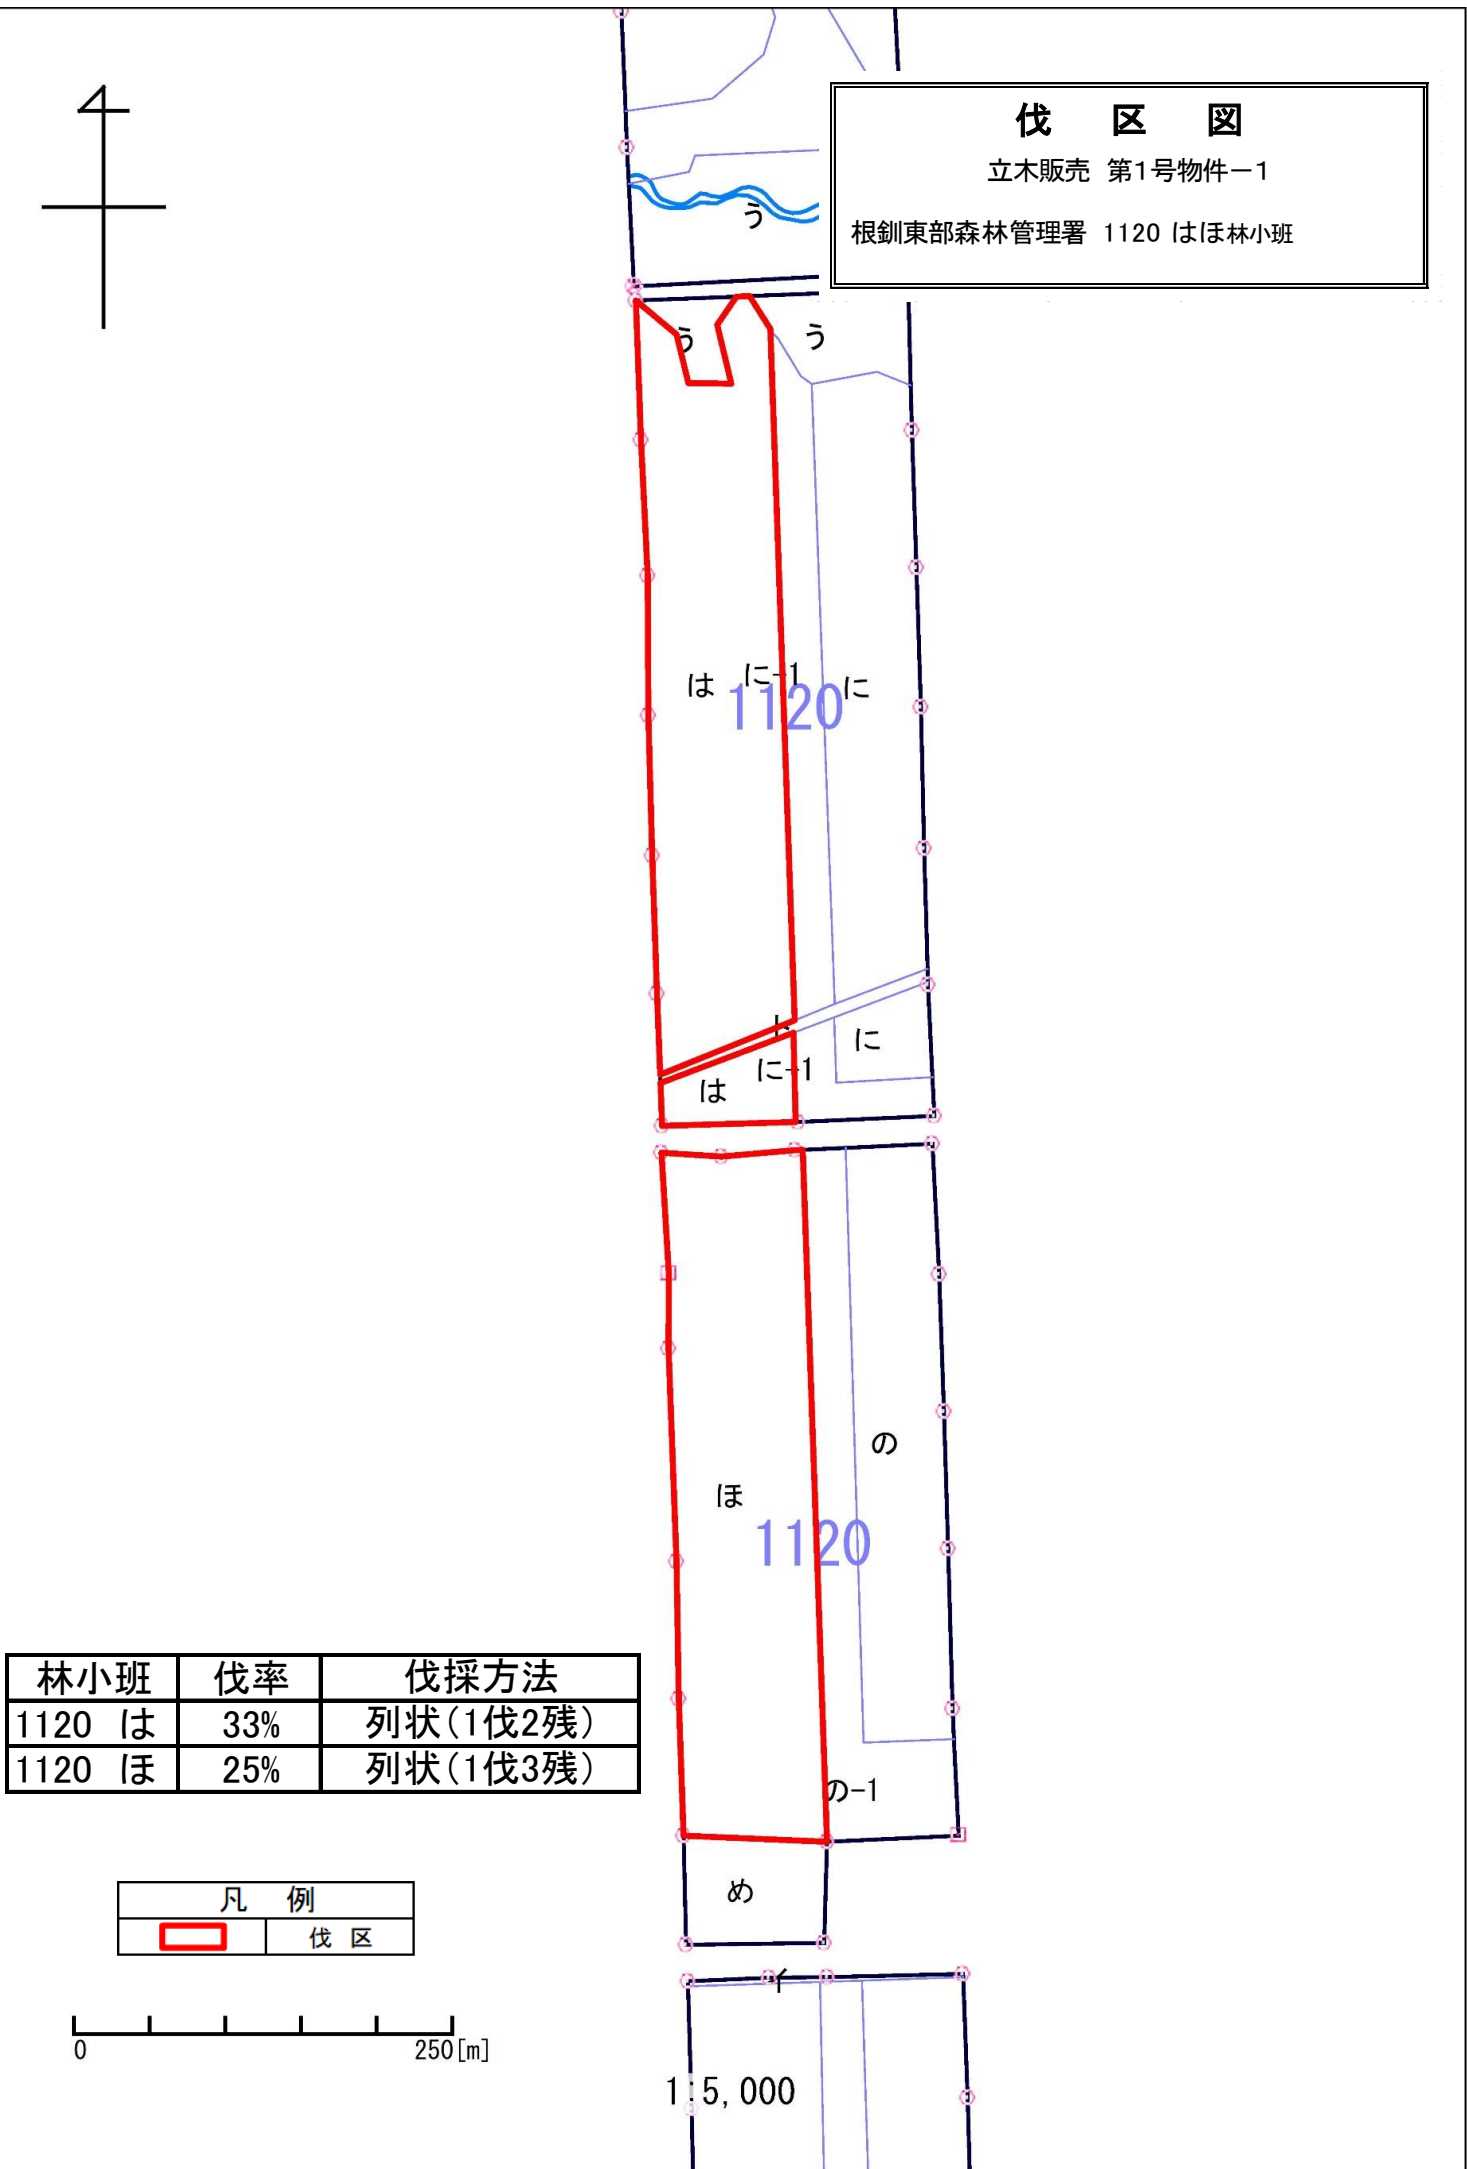 伐 区 図
立木販売 第1号物件－1
根釧東部森林管理署 1120 はほ林小班
う
う
う
は
に-1
に
1120
ト
に
に-1
は
の
ほ
1120
林小班 伐率 伐採方法
1120 は 33% 列状(1伐2残)
1120 ほ 25% 列状(1伐3残)
の-1
め
凡 例
伐 区
イ
0 250[m]
1:5,000